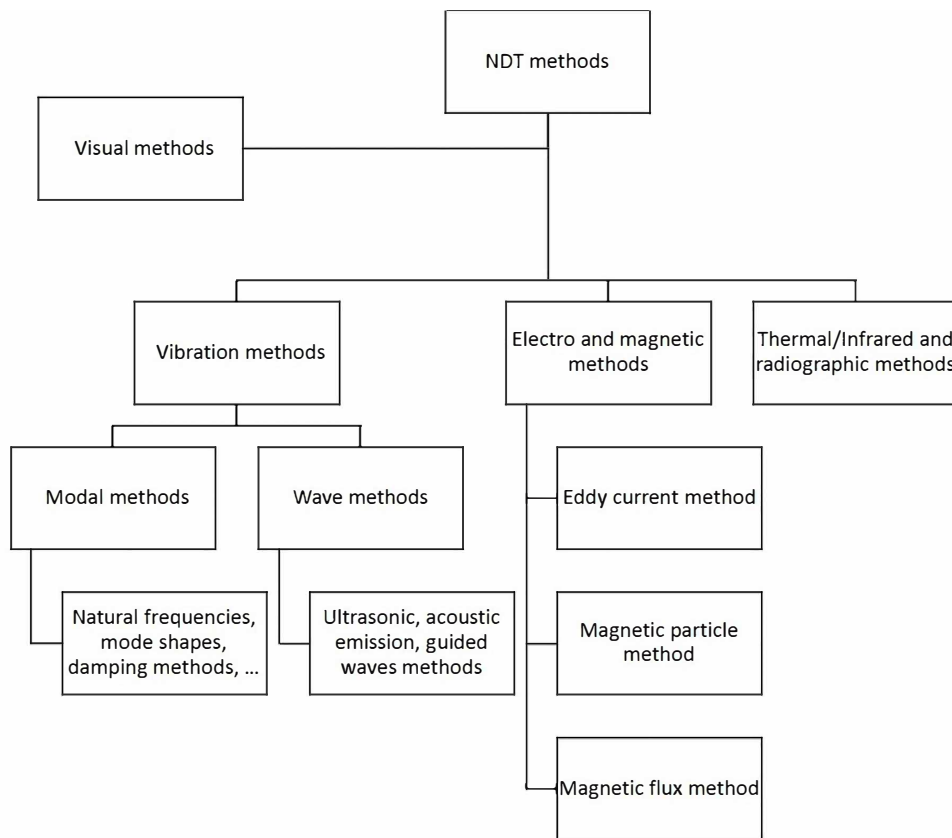 NDT methods
Visual methods
Vibration methods
Electro and magnetic
methods
Thermal/Infrared and
radiographic methods
Modal methods
Wave methods
Eddy current method
Natural frequencies,
mode shapes,
damping methods, ...
Ultrasonic, acoustic
emission, guided
waves methods
Magnetic particle
method
Magnetic flux method